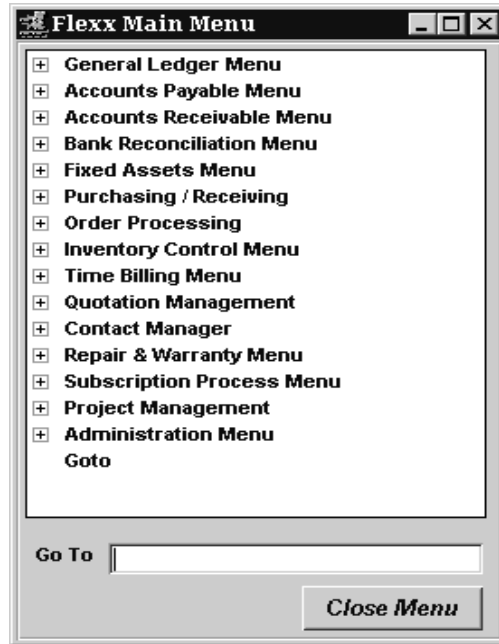 Flexx Main Menu
General Ledger Menu
Accounts Payable Menu
Accounts Receivable Menu
Bank Reconciliation Menu
Fixed Assets Menu
Purchasing / Receiving
Order Processing
Inventory Control Menu
Time Billing Menu
Quotation Management
Contact Manager
Repair & Warranty Menu
Subscription Process Menu
Project Management
Administration Menu
Goto
Go To
Close Menu